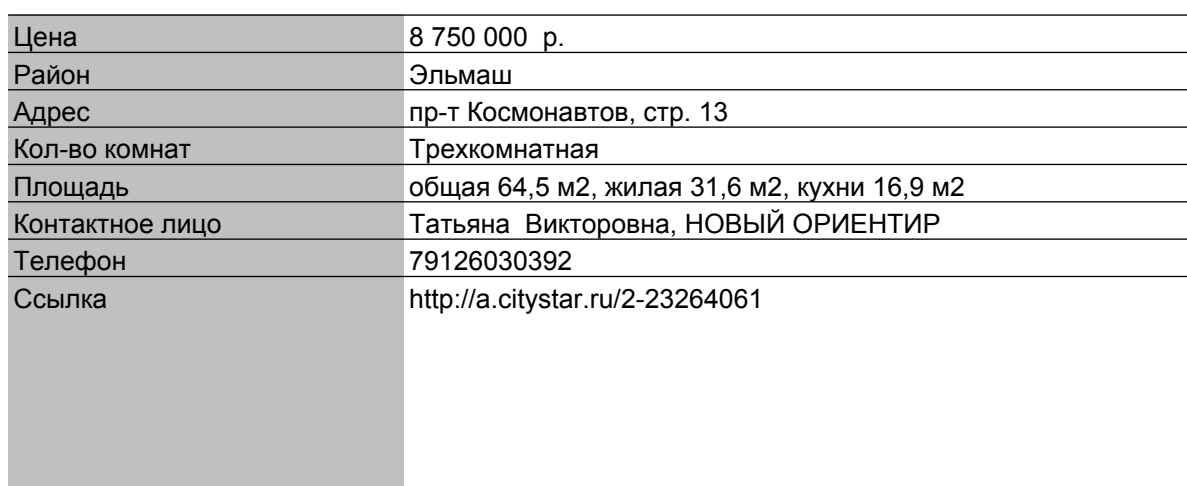 Цена 8 750 000 р.
Район Эльмаш
Адрес пр-т Космонавтов, стр. 13
Кол-во комнат Трехкомнатная
Площадь общая 64,5 м2, жилая 31,6 м2, кухни 16,9 м2
Контактное лицо Татьяна Викторовна, НОВЫЙ ОРИЕНТИР
Телефон 79126030392
Ссылка http://a.citystar.ru/2-23264061